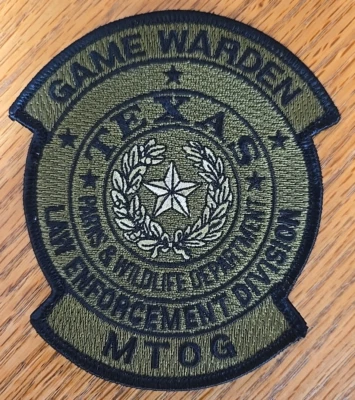 GAME WARDEN
TEXAS
PARKS & WILDLIFE DEPARTMENT
LAW ENFORCEMENT DIVISION
MTOG